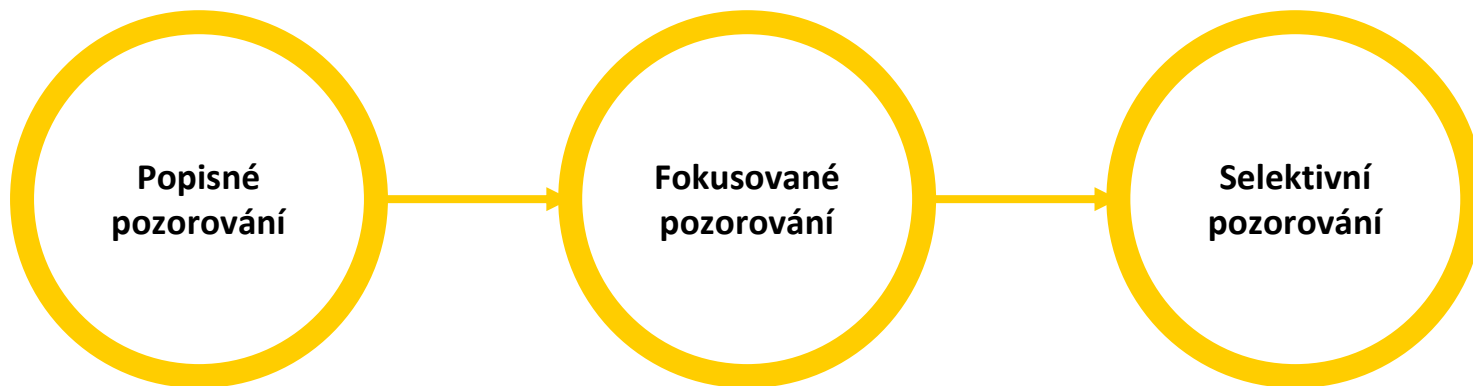 Popisné
pozorování
Fokusované
pozorování
Selektivní
pozorování